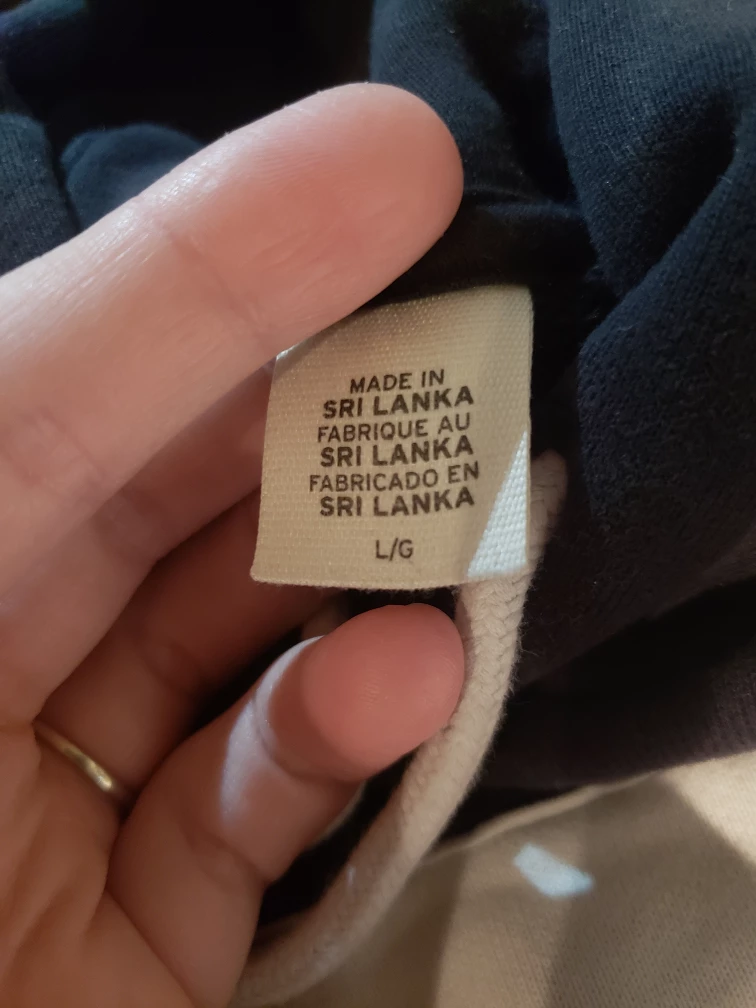 MADE IN
SRI LANKA
FABRIQUE AU
SRI LANKA
FABRICADO EN
SRI LANKA
L/G